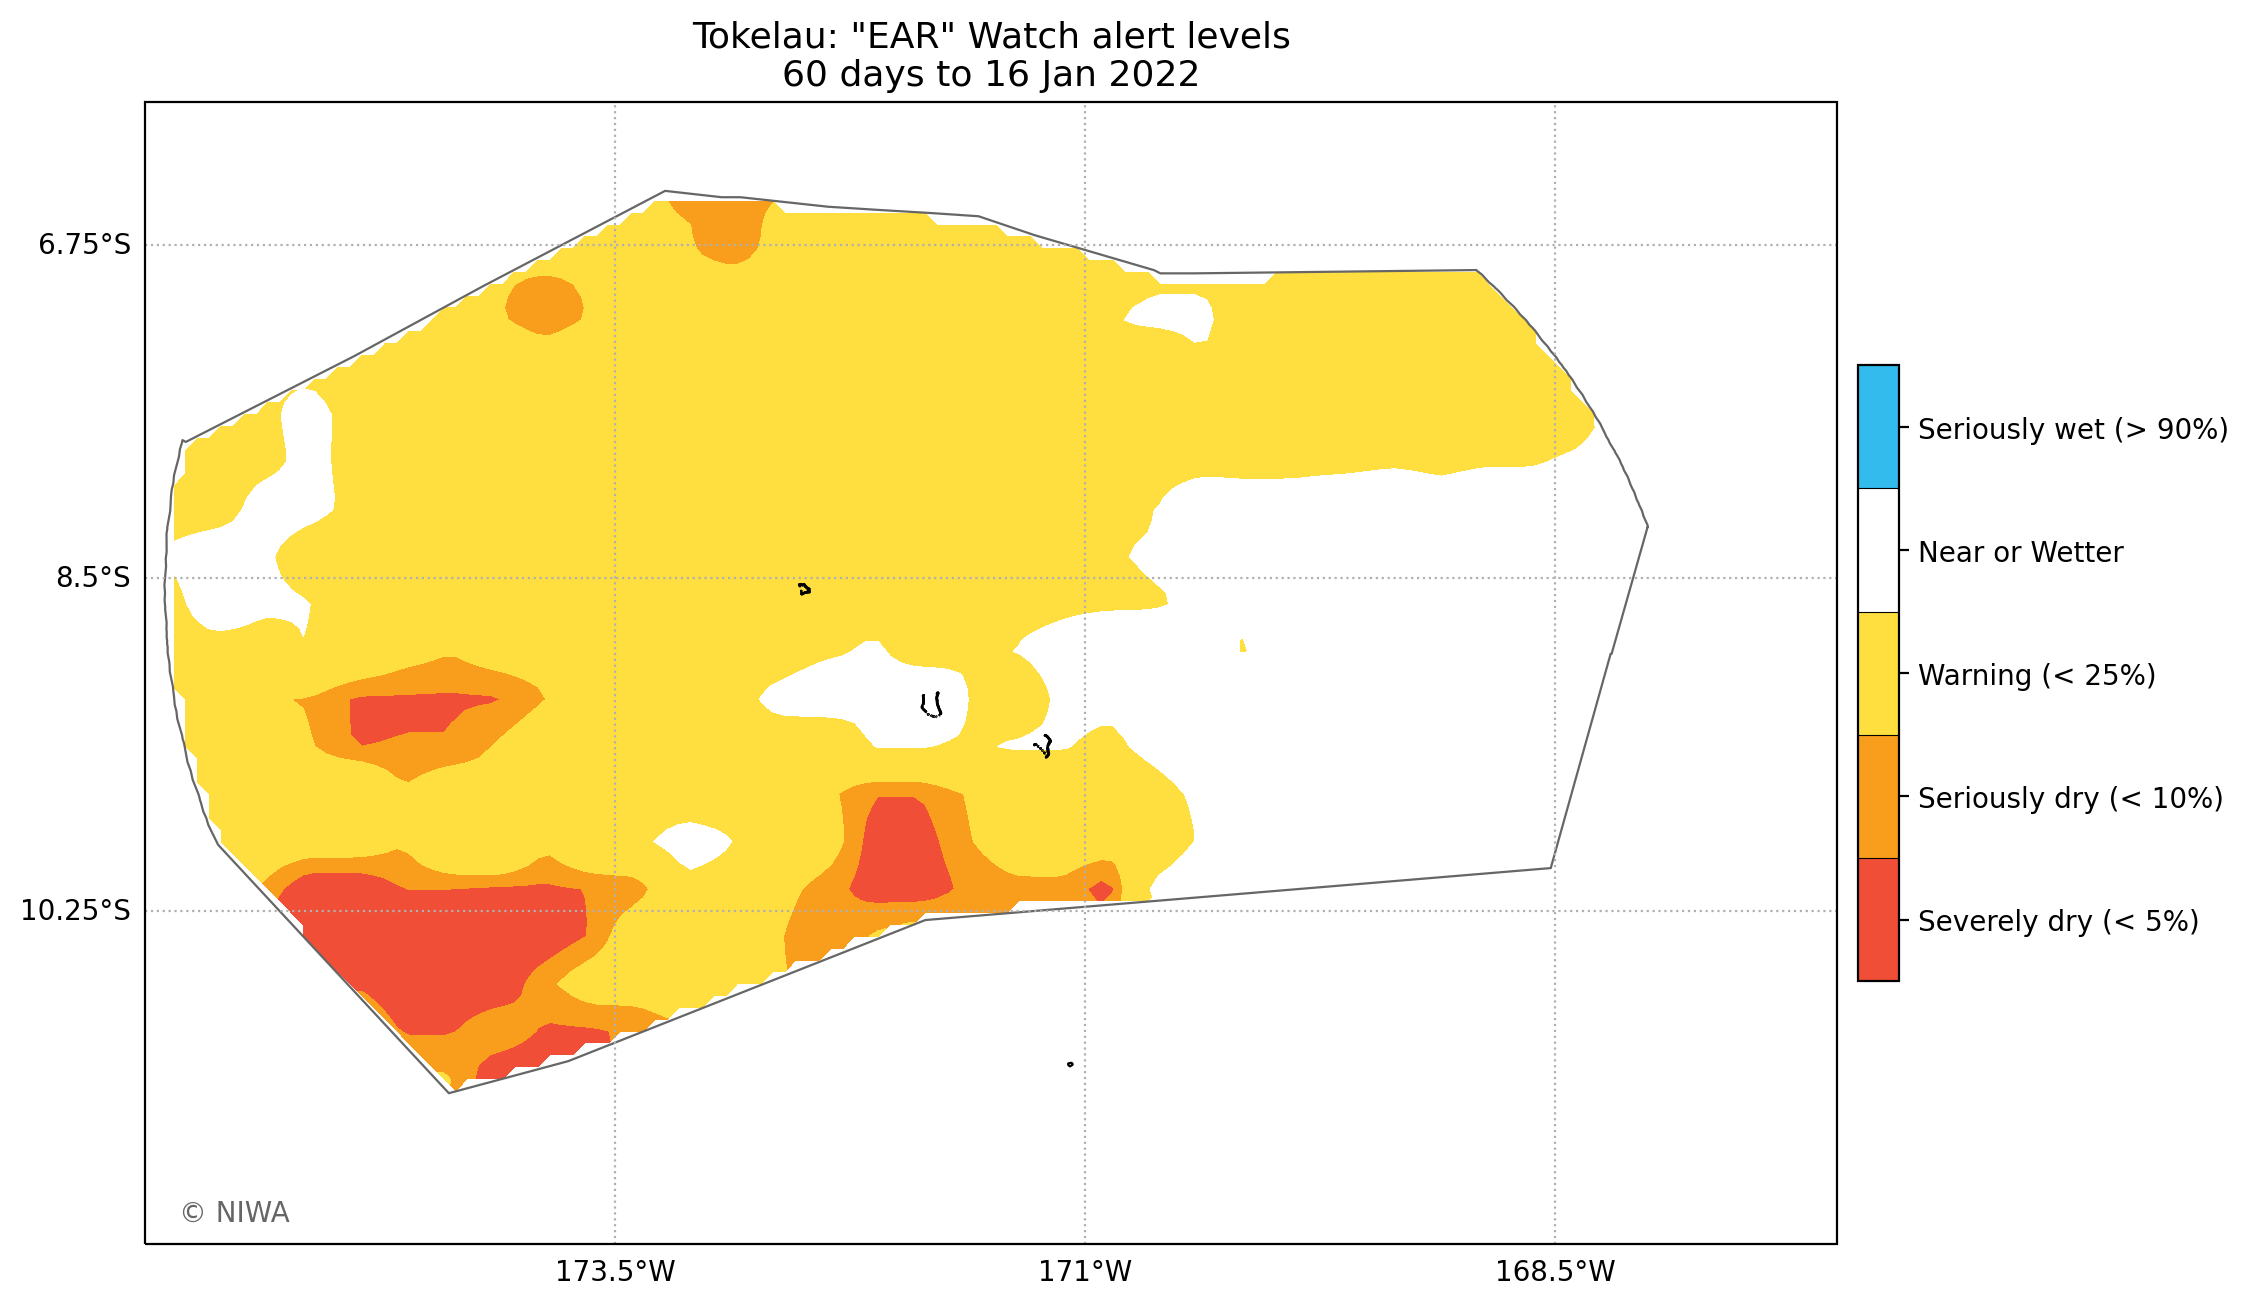 Tokelau: "EAR" Watch alert levels
60 days to 16 Jan 2022
6.75°S
8.5°S
10.25°S
173.5°W
171°W
168.5°W
Seriously wet (> 90%)
Near or Wetter
Warning (< 25%)
Seriously dry (< 10%)
Severely dry (< 5%)
© NIWA